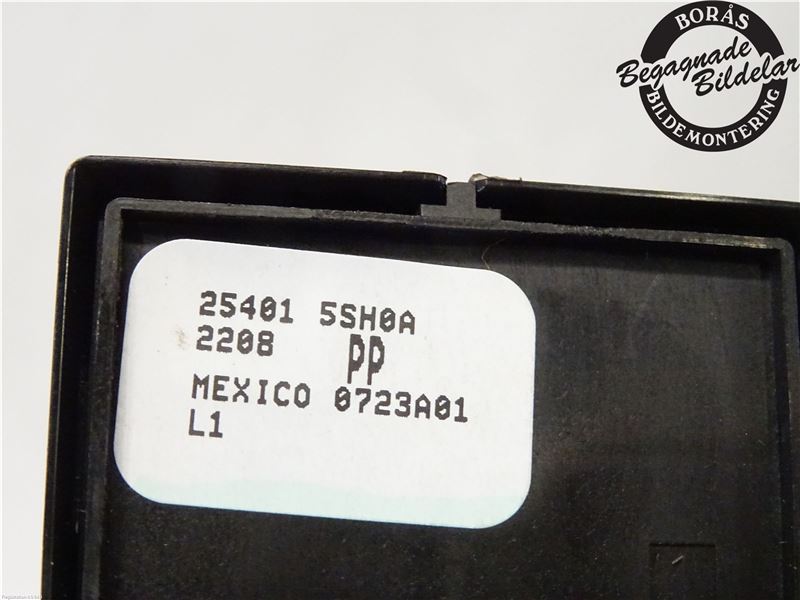 BORÅS
Begagnade
Bildelar
BILDEMONTERING
25401 5SH0A
2208 PP
MEXICO 0723A01
L1